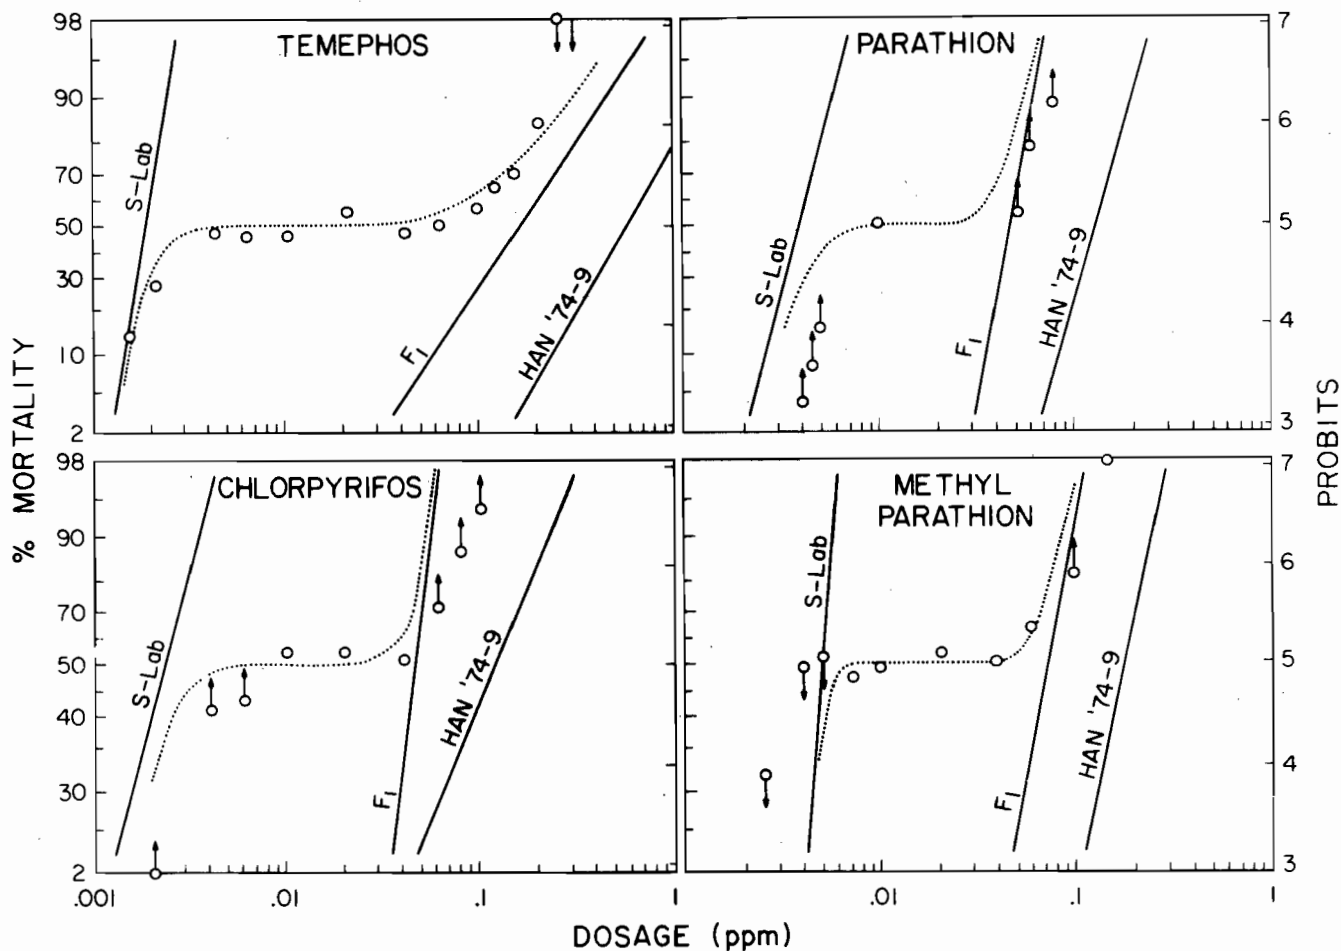 TEMEPHOS
98
90
70
50
30
10
2
S-Lab
F1
HAN '74-9
PARATHION
7
6
5
4
3
S-Lab
F1
HAN '74-9
CHLORPYRIFOS
98
90
70
50
40
30
2
S-Lab
F1
HAN '74-9
.001
.01
.1
1
METHYL
PARATHION
7
6
5
4
3
S-Lab
F1
HAN '74-9
.01
.1
1
% MORTALITY
PROBITS
DOSAGE (ppm)